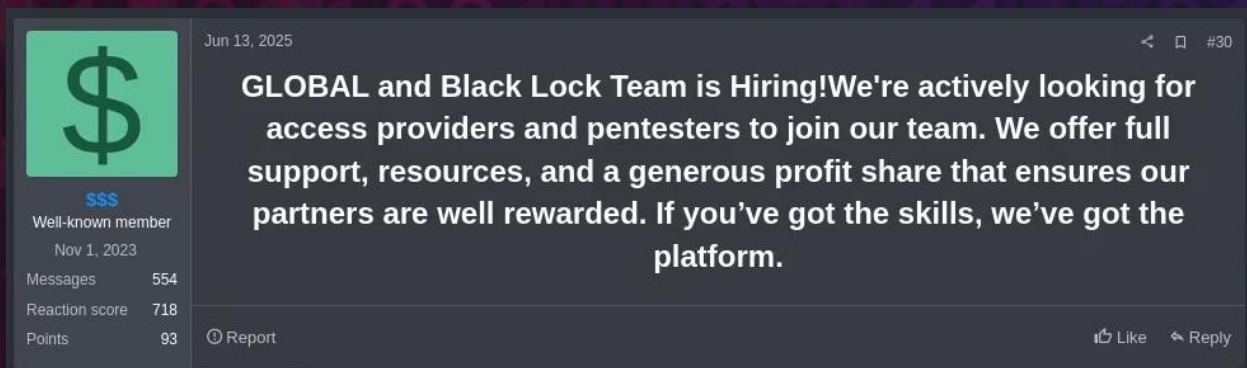 $
$$$
Well-known member
Nov 1, 2023
Messages 554
Reaction score 718
Points 93
Jun 13, 2025
#30
GLOBAL and Black Lock Team is Hiring!We're actively looking for
access providers and pentesters to join our team. We offer full
support, resources, and a generous profit share that ensures our
partners are well rewarded. If you’ve got the skills, we’ve got the
platform.
Report
Like Reply